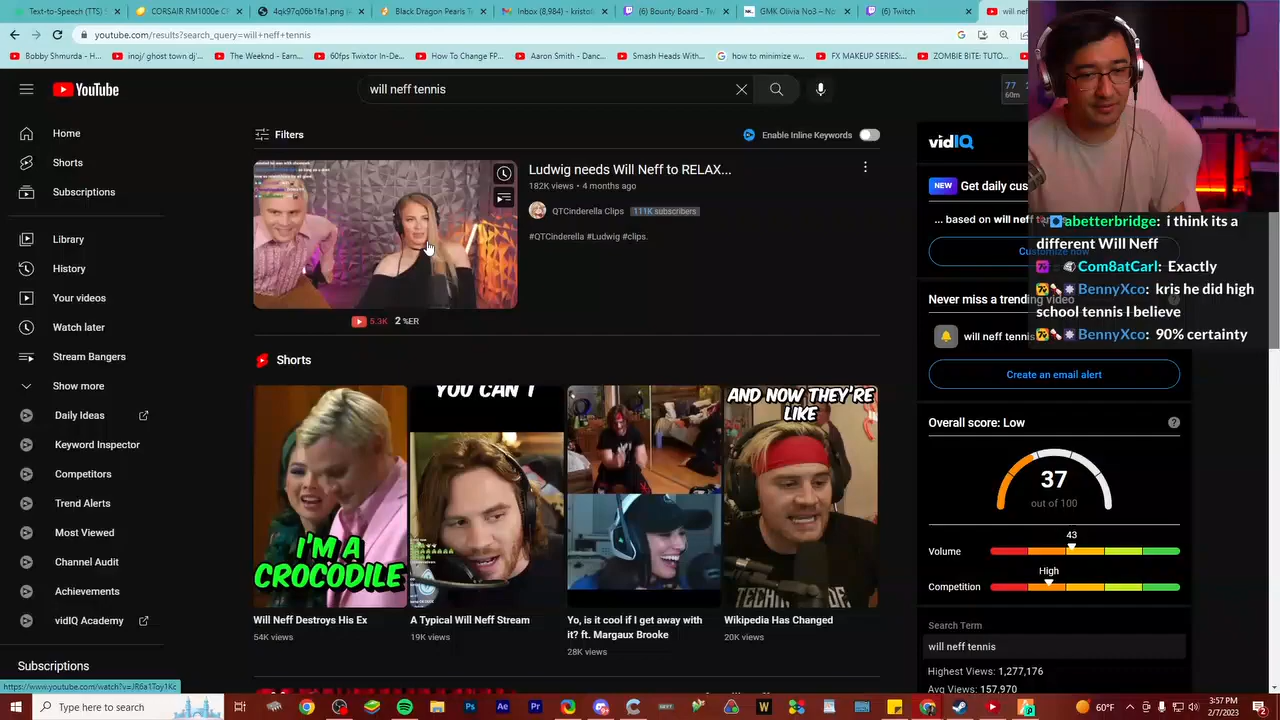 Text-to-Speech (TTS)
CORSAIR RM1000e C
4qk97q06b1fa1.png
Black Dragon Pearls T
Inbox (8,984) - kristof
Bounty Board - Tw
GMK Olivia No3 – No
Twitch
will nef
youtube.com/results?search_query=will+neff+tennis
Bobby Shmurda - H...
inoj/ ghost town dj'...
The Weeknd - Earn...
60fps Twixtor In-De...
How To Change FP...
Aaron Smith - Danc...
Smash Heads With...
how to minimize w...
FX MAKEUP SERIES:...
ZOMBIE BITE: TUTO
YouTube
will neff tennis
77
60m
Home
Shorts
Subscriptions
Library
History
Your videos
Watch later
Stream Bangers
Show more
Daily Ideas
Keyword Inspector
Competitors
Trend Alerts
Most Viewed
Channel Audit
Achievements
vidIQ Academy
Subscriptions
https://www.youtube.com/watch?v=JR6a1Toy1Kc
Filters
Enable Inline Keywords
Ludwig needs Will Neff to RELAX...
182K views • 4 months ago
QTCinderella Clips 111K subscribers
#QTCinderella #Ludwig #clips.
5.3K 2 %ER
Shorts
I'M A
CROCODILE
YOU CAN'T
AND NOW THEY'RE
LIKE
Will Neff Destroys His Ex
54K views
A Typical Will Neff Stream
19K views
Yo, is it cool if I get away with
it? ft. Margaux Brooke
28K views
Wikipedia Has Changed
20K views
vidIQ
NEW Get daily cus
... based on will neff ten
Customize now
Never miss a trending video
will neff tennis
Create an email alert
Overall score: Low
37
out of 100
43
Volume
High
Competition
Search Term
will neff tennis
Highest Views: 1,277,176
Avg Views: 157,970
abetterbridge: i think its a
different Will Neff
Com8atCarl: Exactly
BennyXco: kris he did high
school tennis I believe
BennyXco: 90% certainty
Type here to search
60°F
3:57 PM
2/7/2023